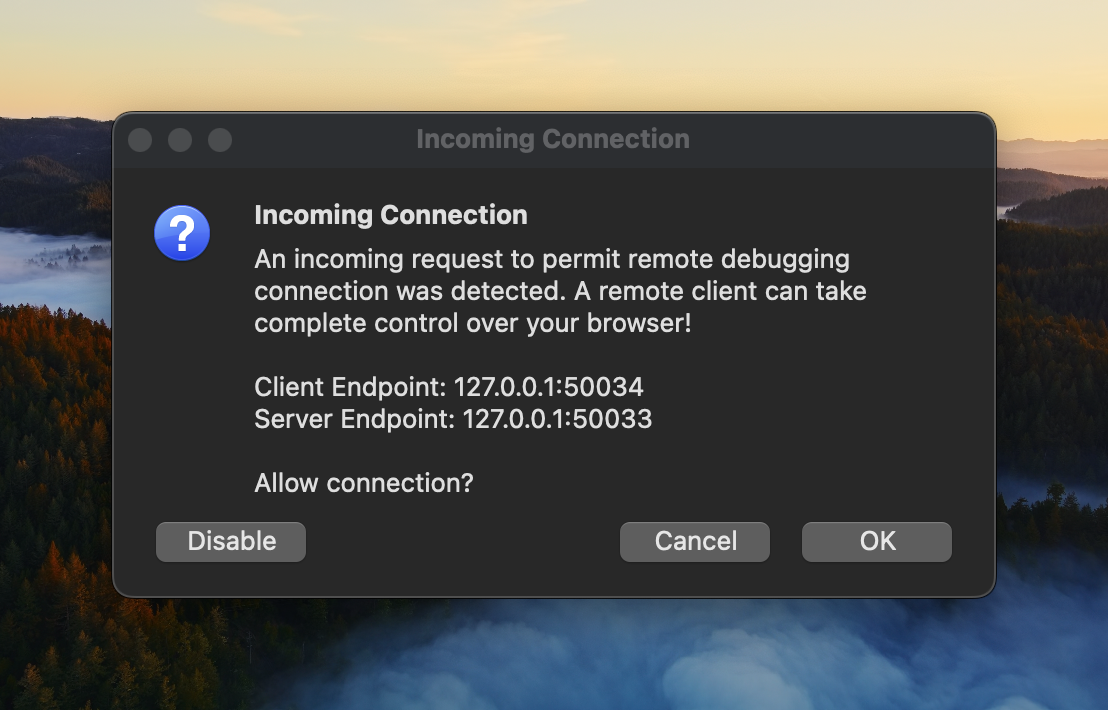 Incoming Connection
?
Incoming Connection
An incoming request to permit remote debugging
connection was detected. A remote client can take
complete control over your browser!
Client Endpoint: 127.0.0.1:50034
Server Endpoint: 127.0.0.1:50033
Allow connection?
Disable
Cancel
OK